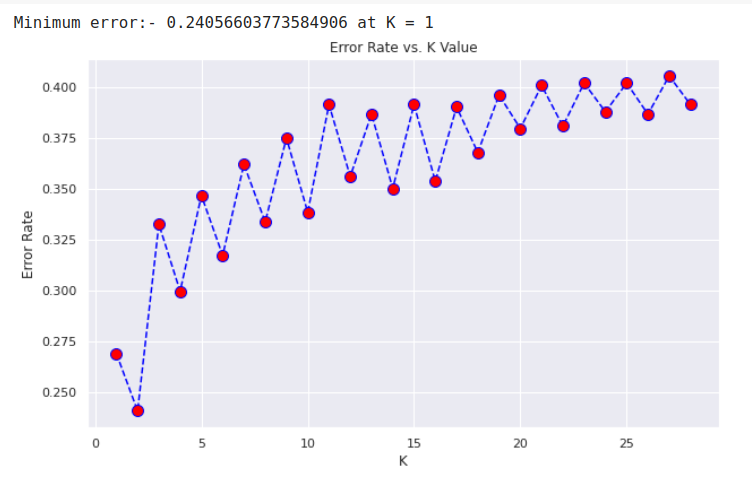 Minimum error:- 0.24056603773584906 at K = 1
Error Rate vs. K Value
0.400
0.375
0.350
0.325
0.300
0.275
0.250
Error Rate
0 5 10 15 20 25
K